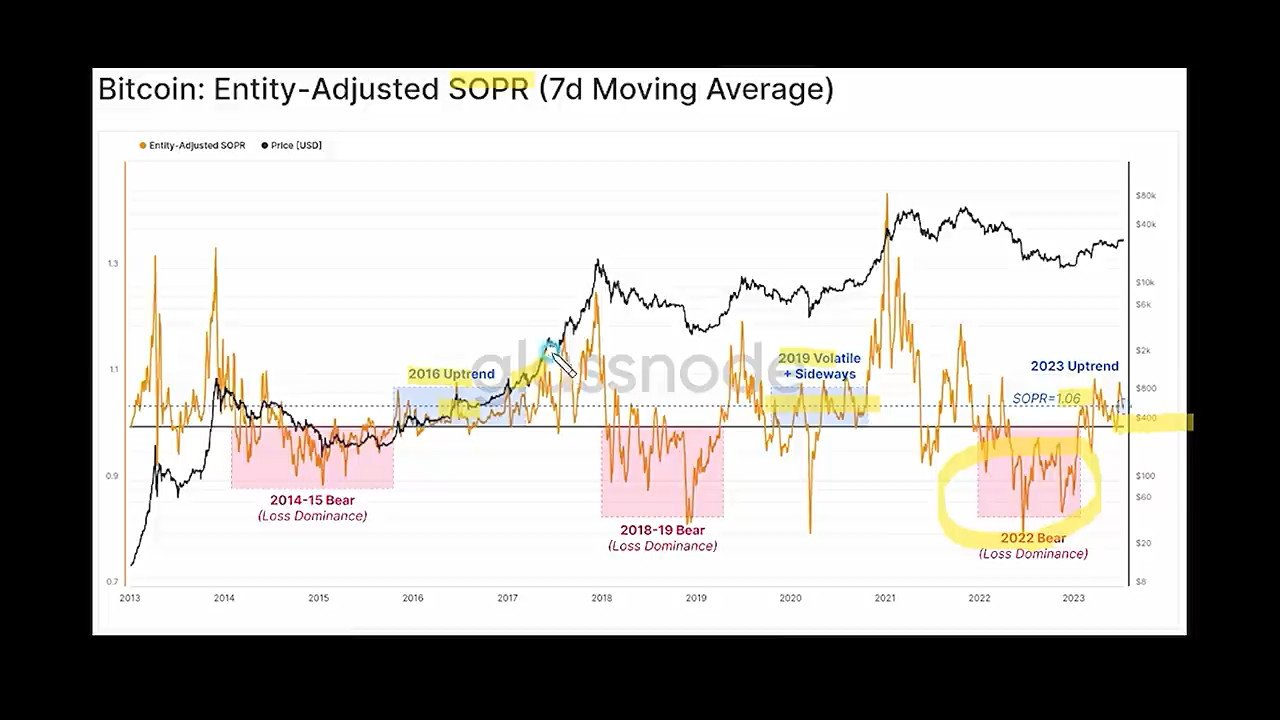 Bitcoin: Entity-Adjusted SOPR (7d Moving Average)
Entity-Adjusted SOPR Price [USD]
1.3
1.1
0.9
0.7
$80k
$40k
$10k
$6k
$2k
$800
$400
$100
$60
$20
$8
glassnode
2016 Uptrend
2019 Volatile
+ Sideways
2023 Uptrend
SOPR=1.06
2014-15 Bear
(Loss Dominance)
2018-19 Bear
(Loss Dominance)
2022 Bear
(Loss Dominance)
2013 2014 2015 2016 2017 2018 2019 2020 2021 2022 2023